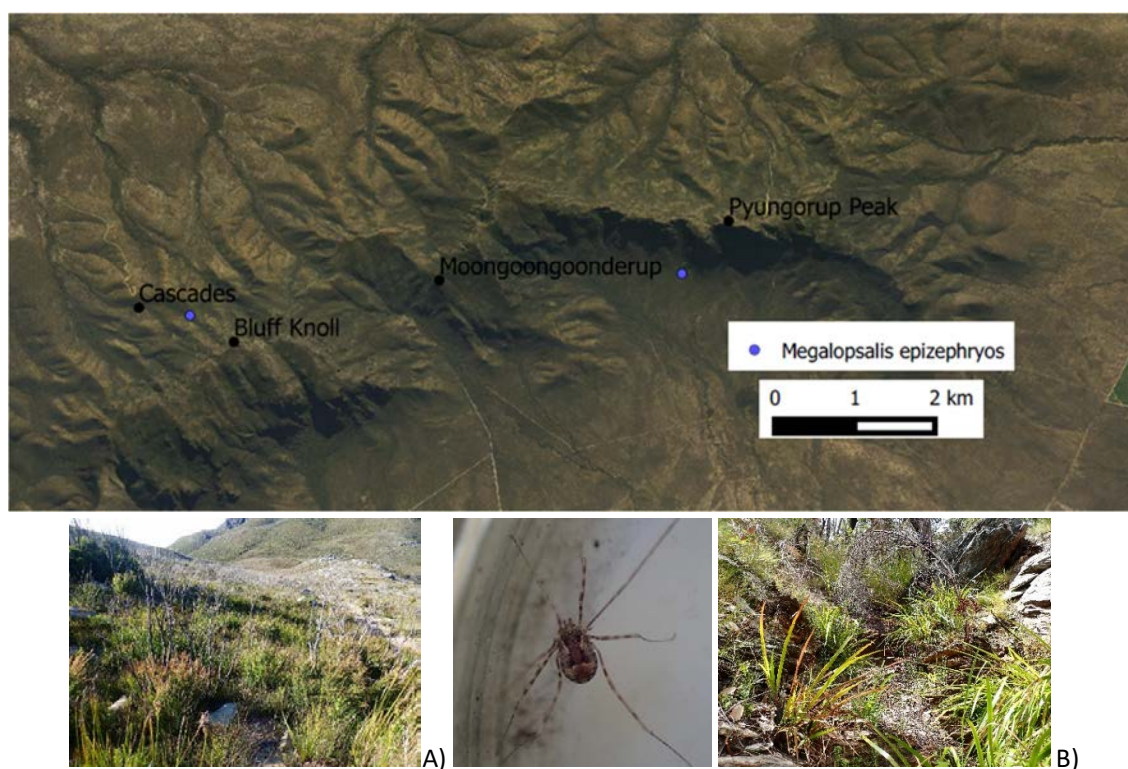 Pyungorup Peak
Moongoongoonderup
Cascades
Bluff Knoll
Megalopsalis epizephryos
0 1 2 km
A)
B)